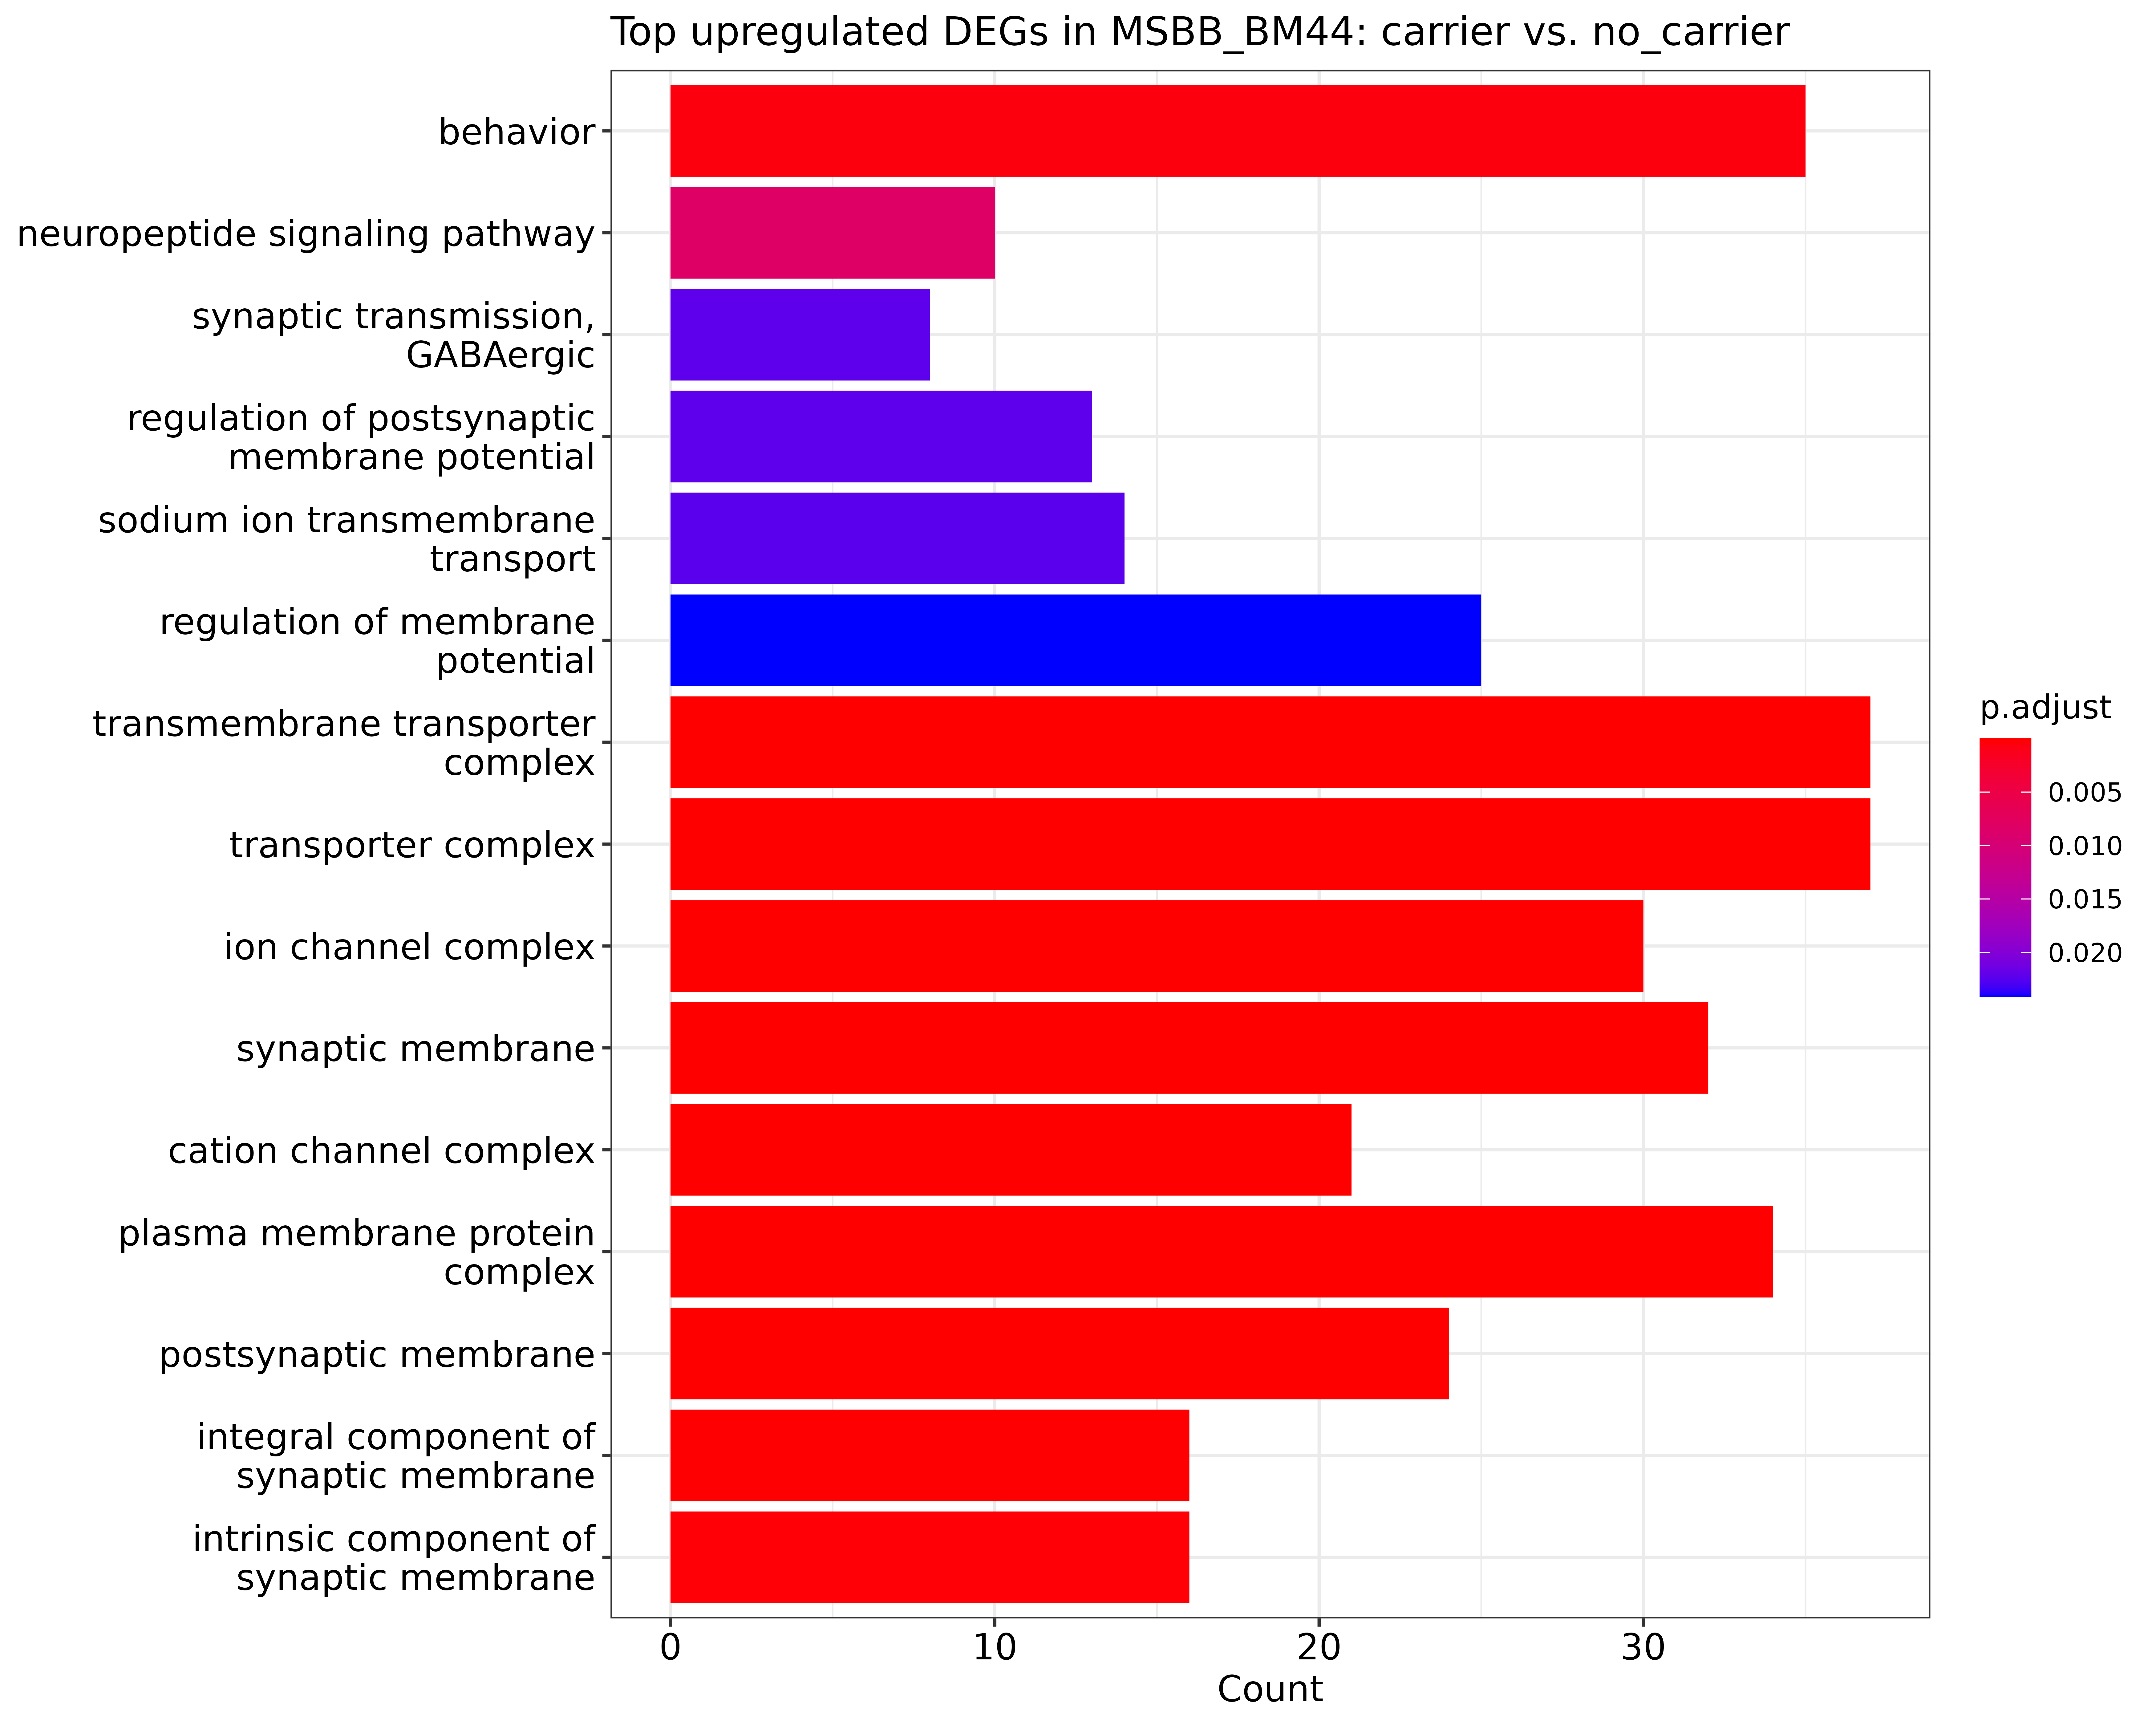 Top upregulated DEGs in MSBB_BM44: carrier vs. no_carrier
behavior
neuropeptide signaling pathway
synaptic transmission,
GABAergic
regulation of postsynaptic
membrane potential
sodium ion transmembrane
transport
regulation of membrane
potential
transmembrane transporter
complex
transporter complex
ion channel complex
synaptic membrane
cation channel complex
plasma membrane protein
complex
postsynaptic membrane
integral component of
synaptic membrane
intrinsic component of
synaptic membrane
0 10 20 30
Count
p.adjust
0.005
0.010
0.015
0.020